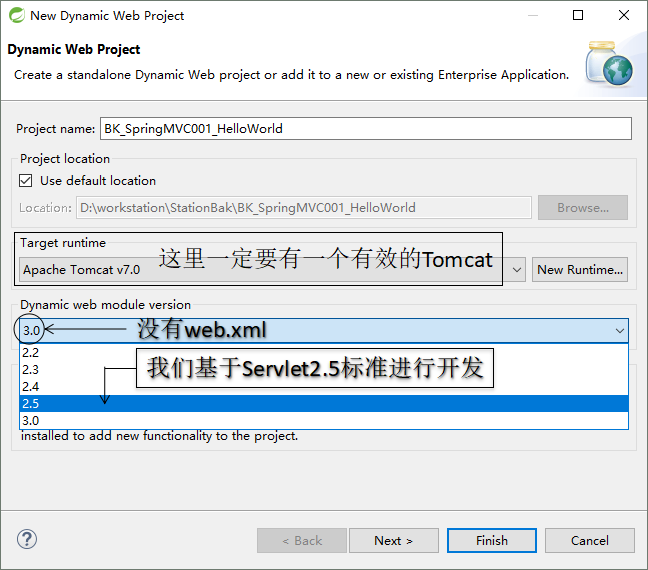 New Dynamic Web Project
Dynamic Web Project
Create a standalone Dynamic Web project or add it to a new or existing Enterprise Application.
Project name: BK_SpringMVC001_HelloWorld
Project location
Use default location
Location: D:\workstation\StationBak\BK_SpringMVC001_HelloWorld Browse...
Target runtime
Apache Tomcat v7.0 这里一定要有一个有效的Tomcat New Runtime...
Dynamic web module version
3.0 没有web.xml
2.2
2.3 我们基于Servlet2.5标准进行开发
2.4
2.5
3.0
installed to add new functionality to the project.
? < Back Next > Finish Cancel